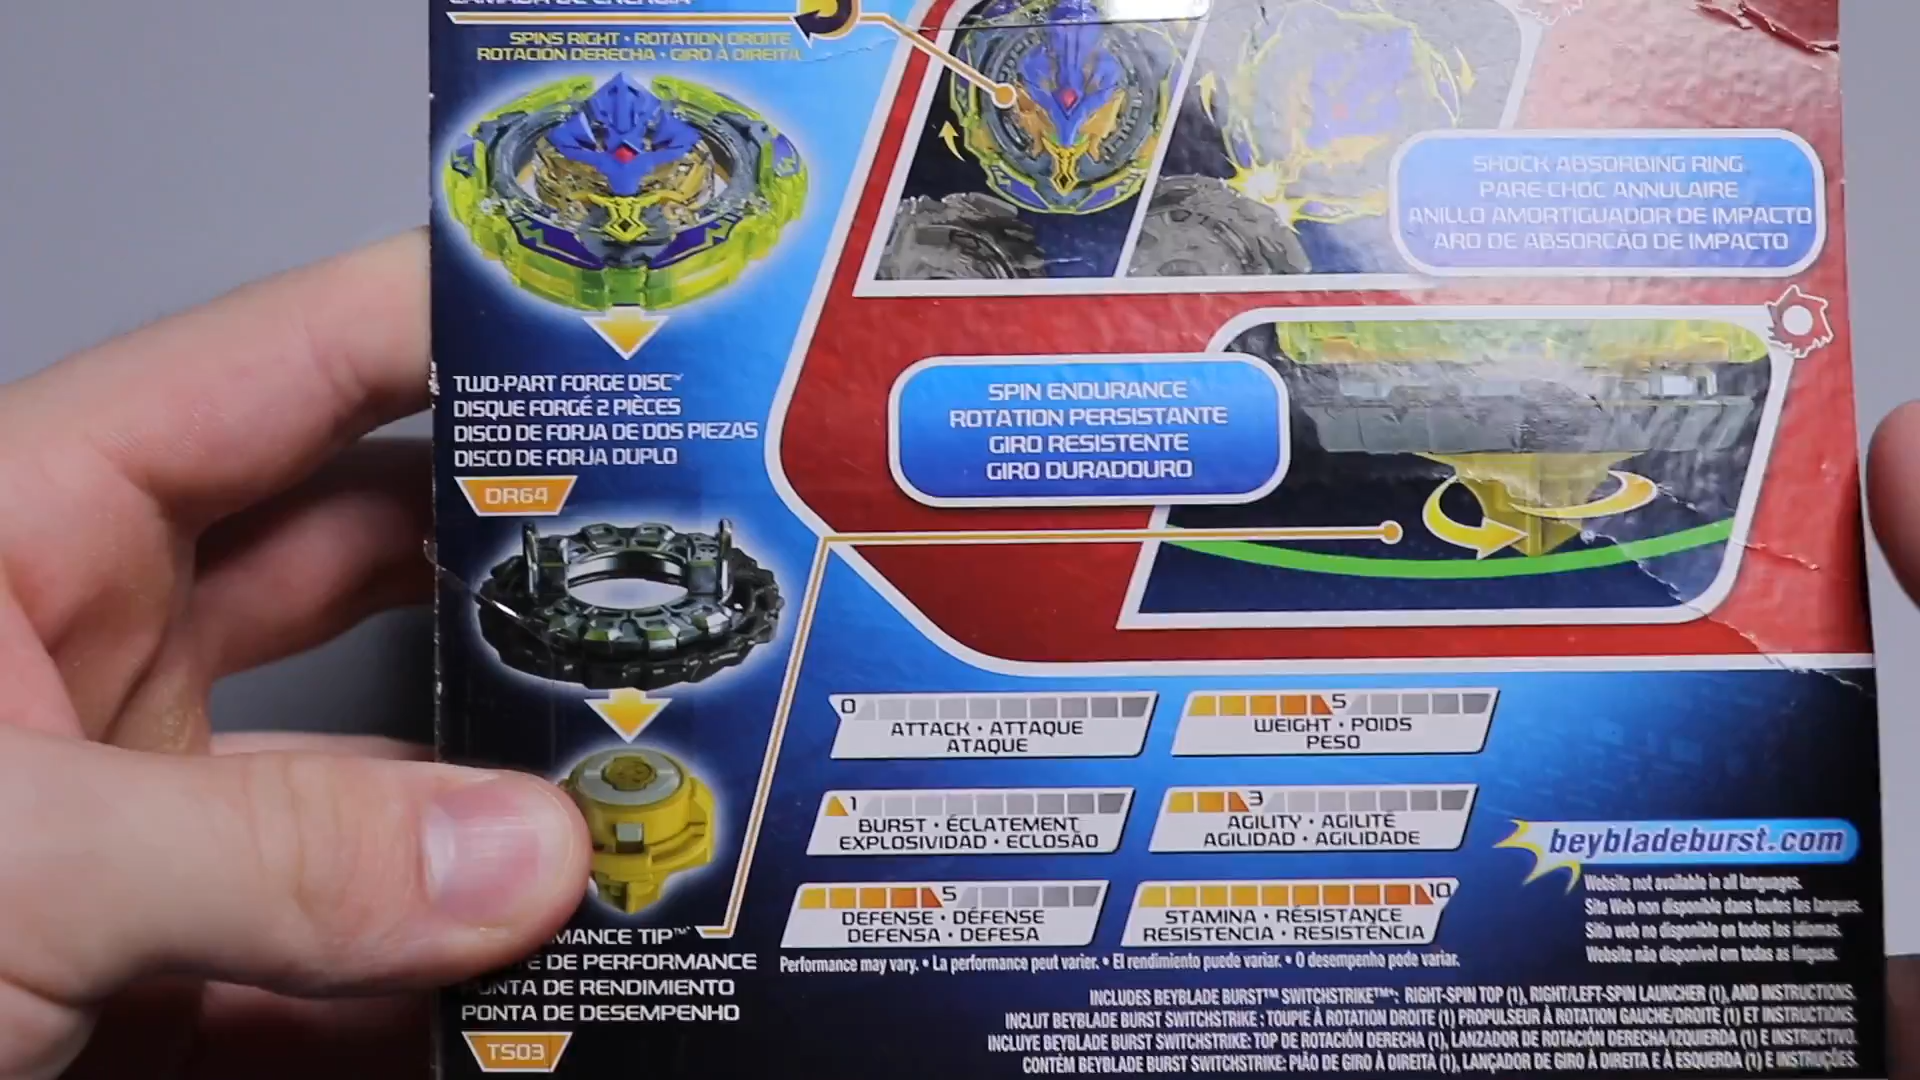 SPINS RIGHT • ROTATION DROITE
ROTACIÓN DERECHA • GIRO A DIREITA
SHOCK ABSORBING RING
PARE-CHOC ANNULAIRE
ANILLO AMORTIGUADOR DE IMPACTO
ARO DE ABSORCÃO DE IMPACTO
TWO-PART FORGE DISC™
DISQUE FORGÉ 2 PIÈCES
DISCO DE FORJA DE DOS PIEZAS
DISCO DE FORJA DUPLO
DR64
SPIN ENDURANCE
ROTATION PERSISTANTE
GIRO RESISTENTE
GIRO DURADOURO
0
ATTACK • ATTAQUE
ATAQUE
5
WEIGHT • POIDS
PESO
1
BURST • ÉCLATEMENT
EXPLOSIVIDAD • ECLOSÃO
3
AGILITY • AGILITÉ
AGILIDAD • AGILIDADE
5
DEFENSE • DÉFENSE
DEFENSA • DEFESA
10
STAMINA • RÉSISTANCE
RESISTENCIA • RESISTÊNCIA
beybladeburst.com
Website not available in all languages.
Site Web non disponible dans toutes les langues.
Sitio web no disponible en todos los idiomas.
Website não disponível em todas as línguas.
MANCE TIP™
DE PERFORMANCE
PUNTA DE RENDIMIENTO
PONTA DE DESEMPENHO
TS03
Performance may vary. • La performance peut varier. • El rendimiento puede variar. • O desempenho pode variar.
INCLUDES BEYBLADE BURST™ SWITCHSTRIKE™: RIGHT-SPIN TOP (1), RIGHT/LEFT-SPIN LAUNCHER (1), AND INSTRUCTIONS.
INCLUT BEYBLADE BURST SWITCHSTRIKE : TOUPIE À ROTATION DROITE (1) PROPULSEUR À ROTATION GAUCHE/DROITE (1) ET INSTRUCTIONS.
INCLUYE BEYBLADE BURST SWITCHSTRIKE: TOP DE ROTACIÓN DERECHA (1), LANZADOR DE ROTACIÓN DERECHA/IZQUIERDA (1) E INSTRUCTIVO.
CONTÉM BEYBLADE BURST SWITCHSTRIKE: PIÃO DE GIRO À DIREITA (1), LANÇADOR DE GIRO À DIREITA E À ESQUERDA (1) E INSTRUÇÕES.